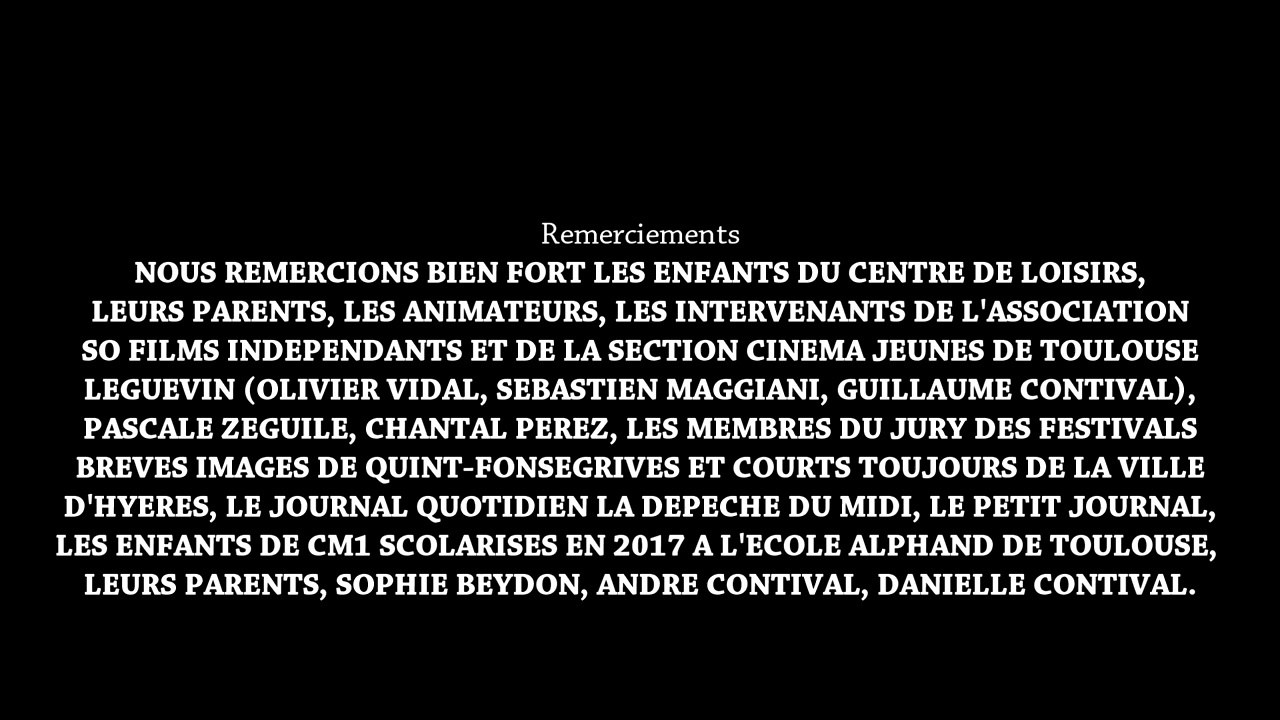 Remerciements
NOUS REMERCIONS BIEN FORT LES ENFANTS DU CENTRE DE LOISIRS,
LEURS PARENTS, LES ANIMATEURS, LES INTERVENANTS DE L'ASSOCIATION
SO FILMS INDEPENDANTS ET DE LA SECTION CINEMA JEUNES DE TOULOUSE
LEGUEVIN (OLIVIER VIDAL, SEBASTIEN MAGGIANI, GUILLAUME CONTIVAL),
PASCALE ZEGUILE, CHANTAL PEREZ, LES MEMBRES DU JURY DES FESTIVALS
BREVES IMAGES DE QUINT-FONSEGRIVES ET COURTS TOUJOURS DE LA VILLE
D'HYERES, LE JOURNAL QUOTIDIEN LA DEPECHE DU MIDI, LE PETIT JOURNAL,
LES ENFANTS DE CM1 SCOLARISES EN 2017 A L'ECOLE ALPHAND DE TOULOUSE,
LEURS PARENTS, SOPHIE BEYDON, ANDRE CONTIVAL, DANIELLE CONTIVAL.